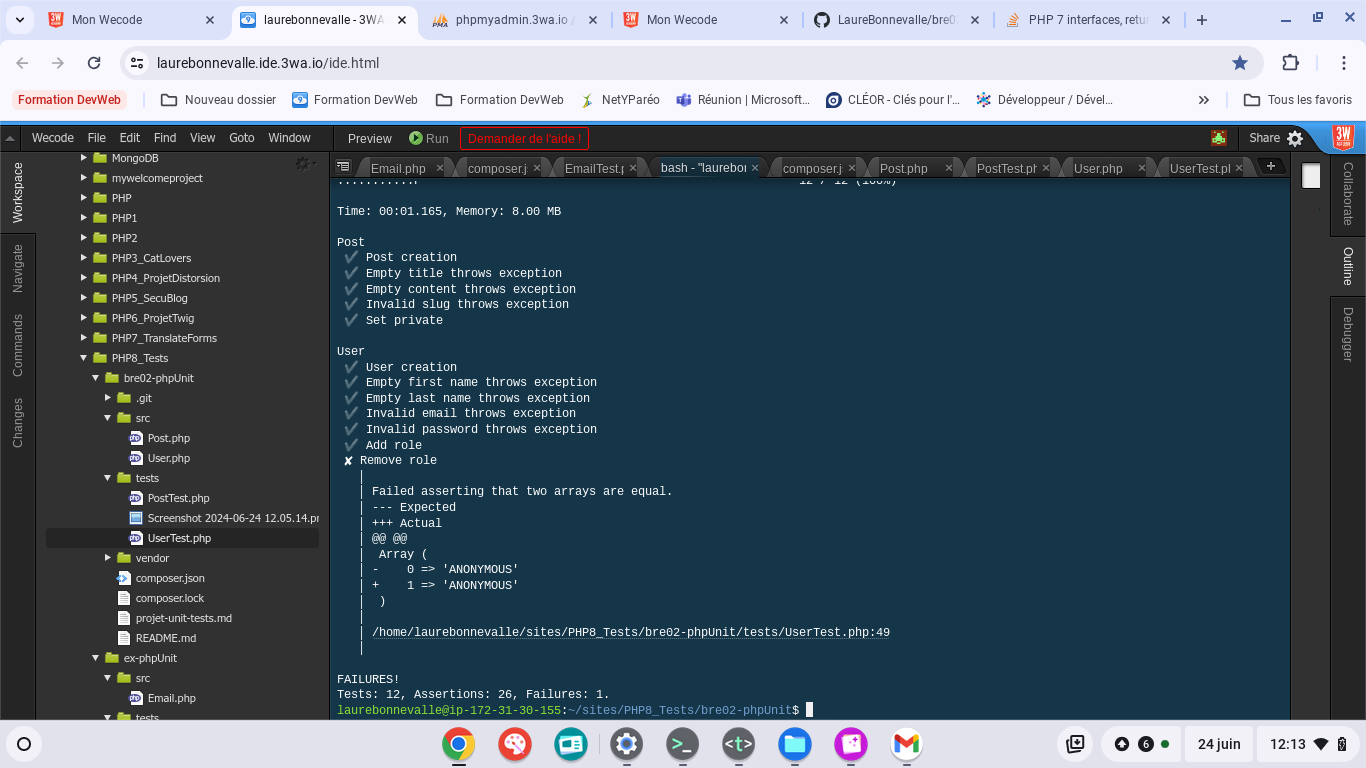 Mon Wecode
laurebonnevalle - 3WA
phpmyadmin.3wa.io /
Mon Wecode
LaureBonnevalle/bre0
PHP 7 interfaces, retu
laurebonnevalle.ide.3wa.io/ide.html
Formation DevWeb
Nouveau dossier
Formation DevWeb
Formation DevWeb
NetYParéo
Réunion | Microsoft...
CLÉOR - Clés pour l'...
Développeur / Dével...
Tous les favoris
Wecode File Edit Find View Goto Window
Preview
Run
Demander de l'aide !
Share
Email.php
composer.j
EmailTest.p
bash - "laurebor
composer.j
Post.php
PostTest.ph
User.php
UserTest.pl
Workspace
Navigate
Commands
Changes
MongoDB
mywelcomeproject
PHP
PHP1
PHP2
PHP3_CatLovers
PHP4_ProjetDistorsion
PHP5_SecuBlog
PHP6_ProjetTwig
PHP7_TranslateForms
PHP8_Tests
bre02-phpUnit
.git
src
Post.php
User.php
tests
PostTest.php
Screenshot 2024-06-24 12.05.14.pr
UserTest.php
vendor
composer.json
composer.lock
projet-unit-tests.md
README.md
ex-phpUnit
src
Email.php
tests
...........F 12 / 12 (100%)
Time: 00:01.165, Memory: 8.00 MB
Post
✔ Post creation
✔ Empty title throws exception
✔ Empty content throws exception
✔ Invalid slug throws exception
✔ Set private
User
✔ User creation
✔ Empty first name throws exception
✔ Empty last name throws exception
✔ Invalid email throws exception
✔ Invalid password throws exception
✔ Add role
✘ Remove role
│
│ Failed asserting that two arrays are equal.
│ --- Expected
│ +++ Actual
│ @@ @@
│  Array (
│ -    0 => 'ANONYMOUS'
│ +    1 => 'ANONYMOUS'
│  )
│
│ /home/laurebonnevalle/sites/PHP8_Tests/bre02-phpUnit/tests/UserTest.php:49
│
FAILURES!
Tests: 12, Assertions: 26, Failures: 1.
laurebonnevalle@ip-172-31-30-155:~/sites/PHP8_Tests/bre02-phpUnit$
Collaborate
Outline
Debugger
6
24 juin
12:13